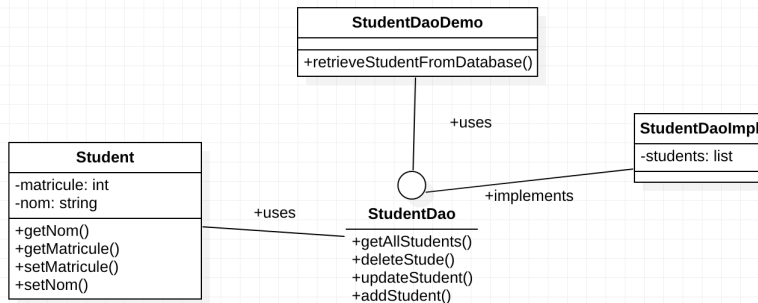 StudentDaoDemo
+retrieveStudentFromDatabase()
+uses
StudentDaoImpl
-students: list
+implements
Student
-matricule: int
-nom: string
+getNom()
+getMatricule()
+setMatricule()
+setNom()
+uses
StudentDao
+getAllStudents()
+deleteStude()
+updateStudent()
+addStudent()